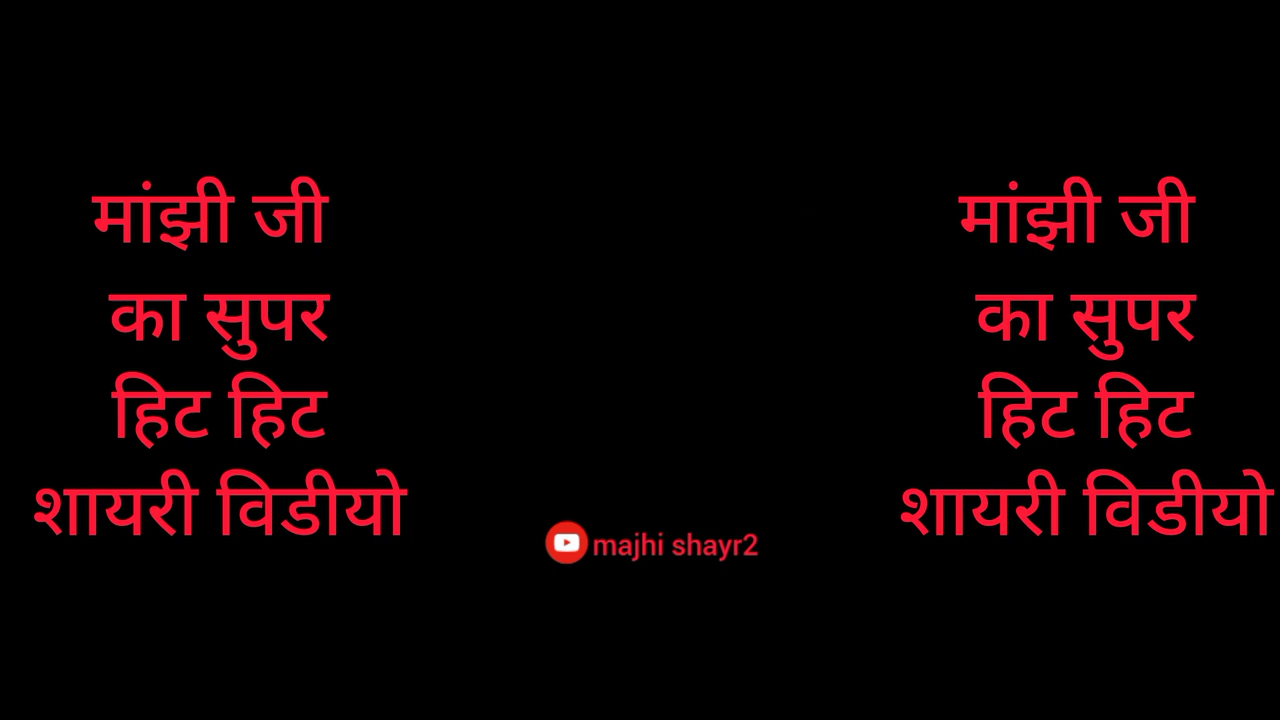 मांझी जी
का सुपर
हिट हिट
शायरी विडीयो
majhi shayr2
मांझी जी
का सुपर
हिट हिट
शायरी विडीयो